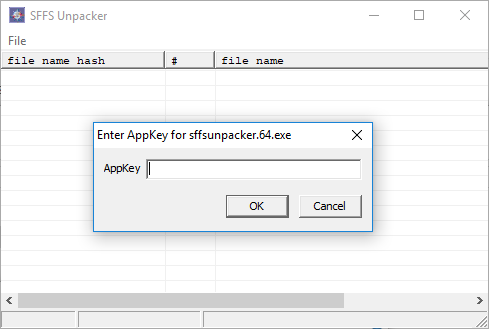 SFFS Unpacker
File
file name hash # file name
Enter AppKey for sffsunpacker.64.exe
AppKey
OK Cancel